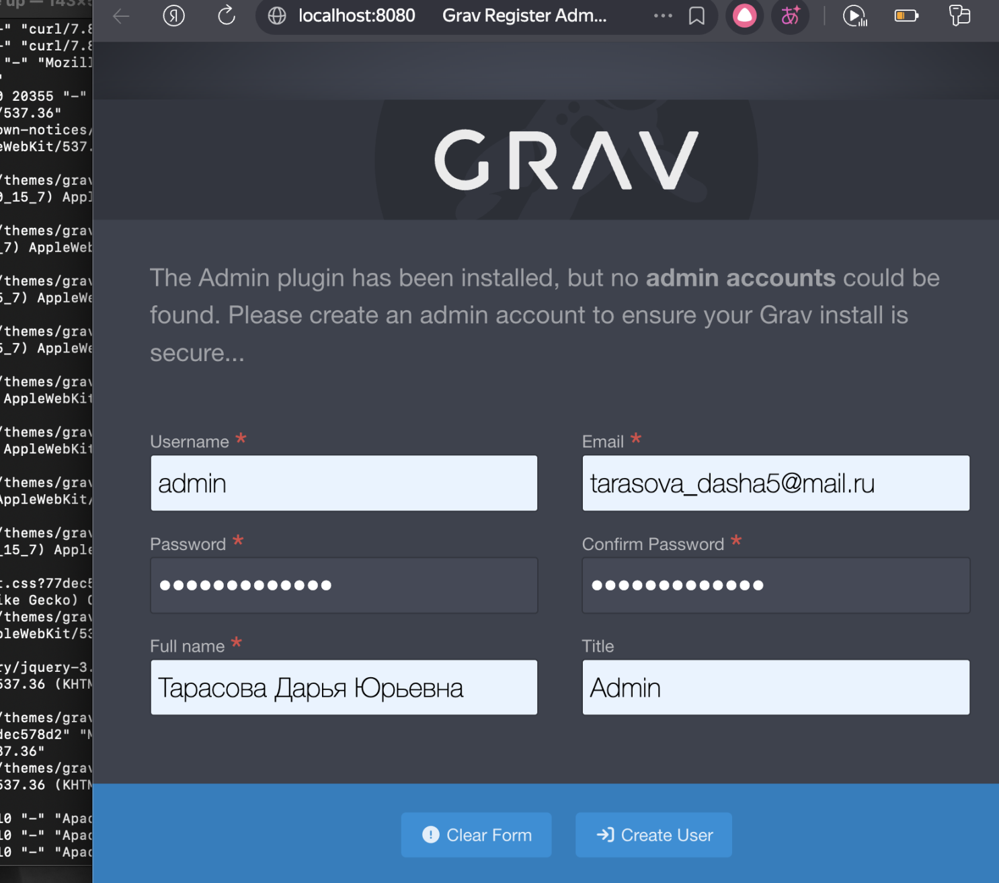 localhost:8080 Grav Register Adm...
GRAV
The Admin plugin has been installed, but no admin accounts could be
found. Please create an admin account to ensure your Grav install is
secure...
Username *
Email *
admin
tarasova_dasha5@mail.ru
Password *
Confirm Password *
●●●●●●●●●●●●●
●●●●●●●●●●●●●
Full name *
Title
Тарасова Дарья Юрьевна
Admin
Clear Form
Create User
-" "curl/7.8
-" "curl/7.8
"-" "Mozill
"
0 20355 "-"
/537.36"
own-notices/
eWebKit/537.
/themes/grav
0_15_7) Appl
/themes/grav
_7) AppleWeb
/themes/grav
5_7) AppleWe
/themes/grav
5_7) AppleWe
/themes/grav
AppleWebKit
/themes/grav
AppleWebKit
/themes/grav
AppleWebKit/
/themes/grav
_15_7) Apple
t.css?77dec5
ike Gecko) C
/themes/grav
pleWebKit/53
ry/jquery-3.
537.36 (KHTM
/themes/grav
dec578d2" "M
37.36"
/themes/grav
537.36 (KHTM
10 "-" "Apac
10 "-" "Apac
10 "-" "Apac